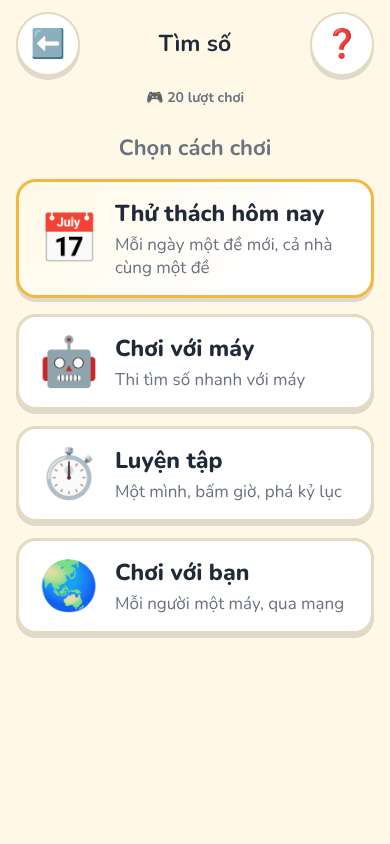 Tìm số
20 lượt chơi
Chọn cách chơi
July
17
Thử thách hôm nay
Mỗi ngày một đề mới, cả nhà
cùng một đề
Chơi với máy
Thi tìm số nhanh với máy
Luyện tập
Một mình, bấm giờ, phá kỷ lục
Chơi với bạn
Mỗi người một máy, qua mạng